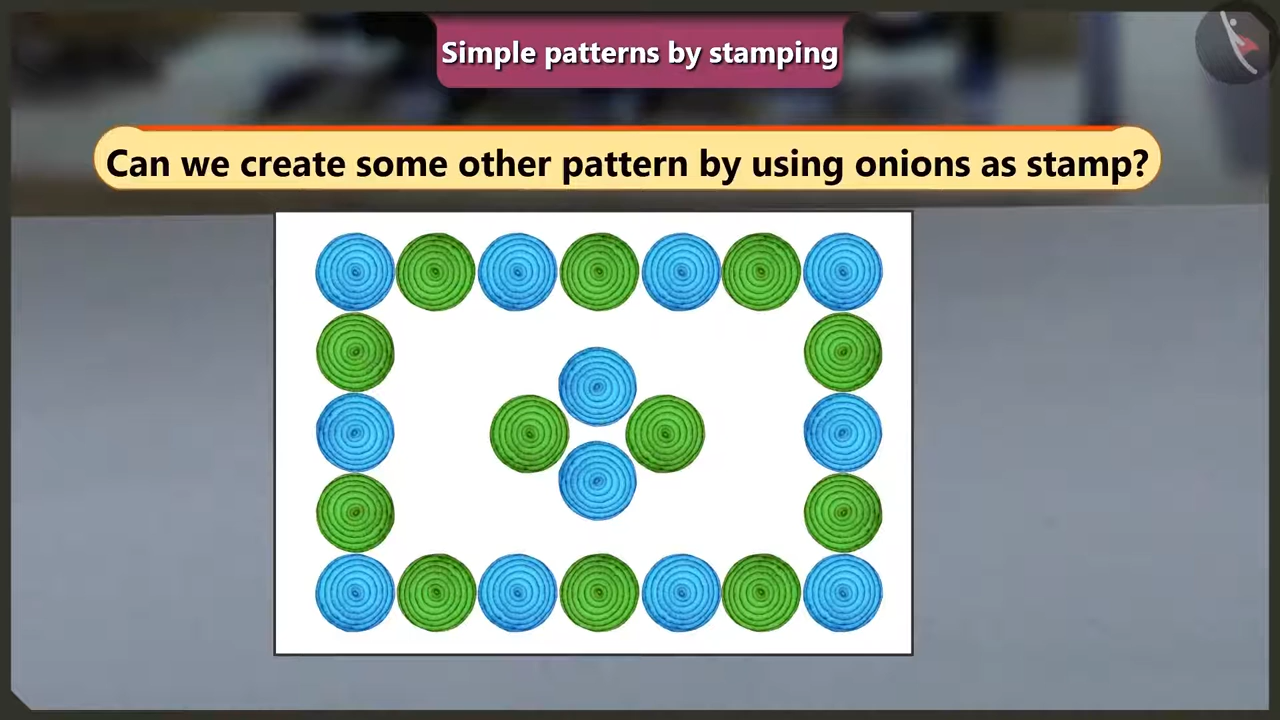 Simple patterns by stamping
Can we create some other pattern by using onions as stamp?